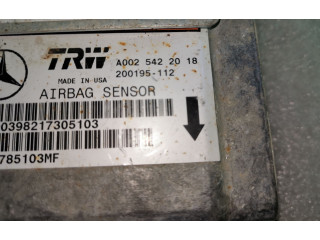 TRW A002 542 20 18
MADE IN USA 200195-112
AIRBAG SENSOR
0398217305103
785103MF